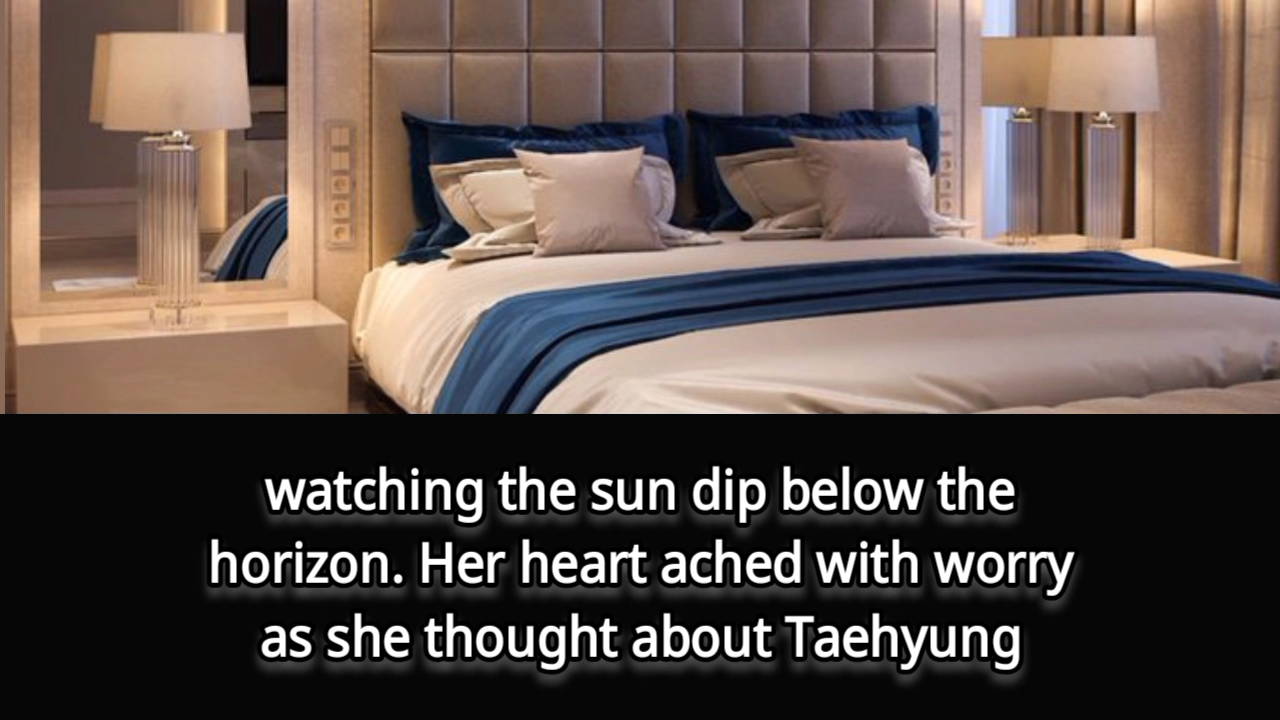 watching the sun dip below the
horizon. Her heart ached with worry
as she thought about Taehyung